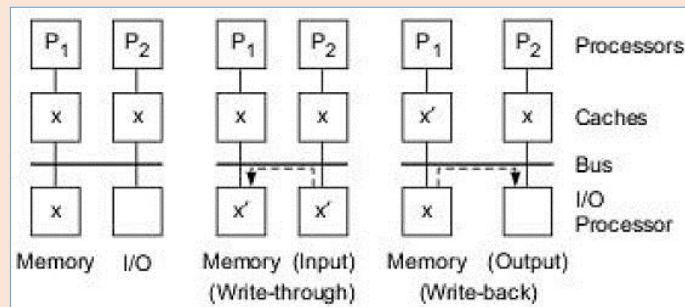 P1 P2 P1 P2 P1 P2 Processors
x x x x x′ x Caches
Bus
x x′ x′ x I/O
Processor
Memory I/O Memory (Input) Memory (Output)
(Write-through) (Write-back)